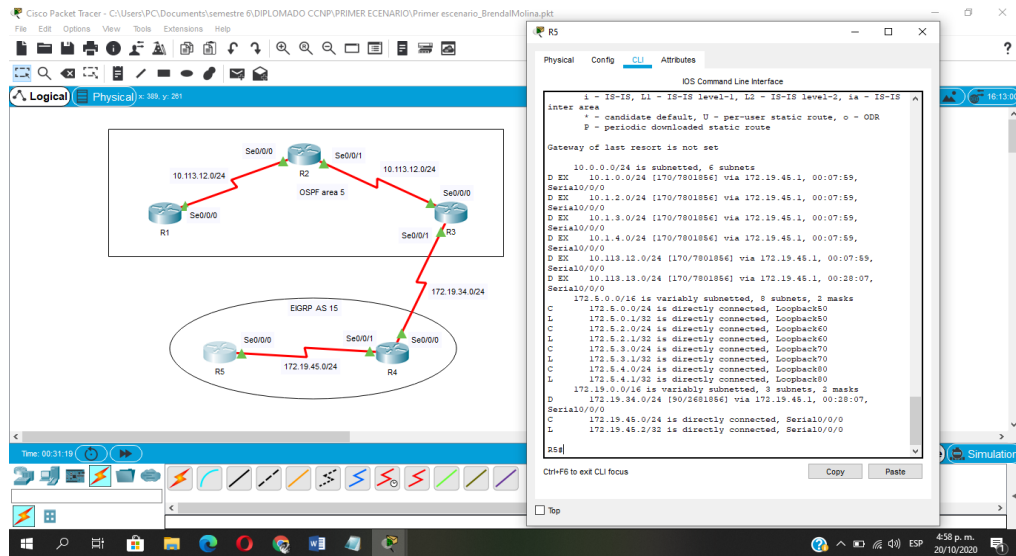 Cisco Packet Tracer - C:\Users\PC\Documents\semestre 6\DIPLOMADO CCNP\PRIMER ECENARIO\Primer escenario_BrendalMolina.pkt
File Edit Options View Tools Extensions Help
?
Logical Physical x: 389, y: 261
16:13:00
Se0/0/0
R2
Se0/0/1
10.113.12.0/24
10.113.12.0/24
OSPF area 5
Se0/0/0
Se0/0/0
R1
Se0/0/1
R3
172.19.34.0/24
EIGRP AS 15
Se0/0/0
Se0/0/1
Se0/0/0
R5
172.19.45.0/24
R4
Time: 00:31:19
Simulation
R5
Physical Config CLI Attributes
IOS Command Line Interface
i - IS-IS, L1 - IS-IS level-1, L2 - IS-IS level-2, ia - IS-IS
inter area
* - candidate default, U - per-user static route, o - ODR
P - periodic downloaded static route
Gateway of last resort is not set
10.0.0.0/24 is subnetted, 6 subnets
D EX 10.1.0.0/24 [170/7801856] via 172.19.45.1, 00:07:59,
Serial0/0/0
D EX 10.1.2.0/24 [170/7801856] via 172.19.45.1, 00:07:59,
Serial0/0/0
D EX 10.1.3.0/24 [170/7801856] via 172.19.45.1, 00:07:59,
Serial0/0/0
D EX 10.1.4.0/24 [170/7801856] via 172.19.45.1, 00:07:59,
Serial0/0/0
D EX 10.113.12.0/24 [170/7801856] via 172.19.45.1, 00:07:59,
Serial0/0/0
D EX 10.113.13.0/24 [170/7801856] via 172.19.45.1, 00:28:07,
Serial0/0/0
172.5.0.0/16 is variably subnetted, 8 subnets, 2 masks
C 172.5.0.0/24 is directly connected, Loopback50
L 172.5.0.1/32 is directly connected, Loopback50
C 172.5.2.0/24 is directly connected, Loopback60
L 172.5.2.1/32 is directly connected, Loopback60
C 172.5.3.0/24 is directly connected, Loopback70
L 172.5.3.1/32 is directly connected, Loopback70
C 172.5.4.0/24 is directly connected, Loopback80
L 172.5.4.1/32 is directly connected, Loopback80
172.19.0.0/16 is variably subnetted, 3 subnets, 2 masks
D 172.19.34.0/24 [90/2681856] via 172.19.45.1, 00:28:07,
Serial0/0/0
C 172.19.45.0/24 is directly connected, Serial0/0/0
L 172.19.45.2/32 is directly connected, Serial0/0/0
R5#
Ctrl+F6 to exit CLI focus
Copy
Paste
Top
ESP
4:58 p. m.
20/10/2020